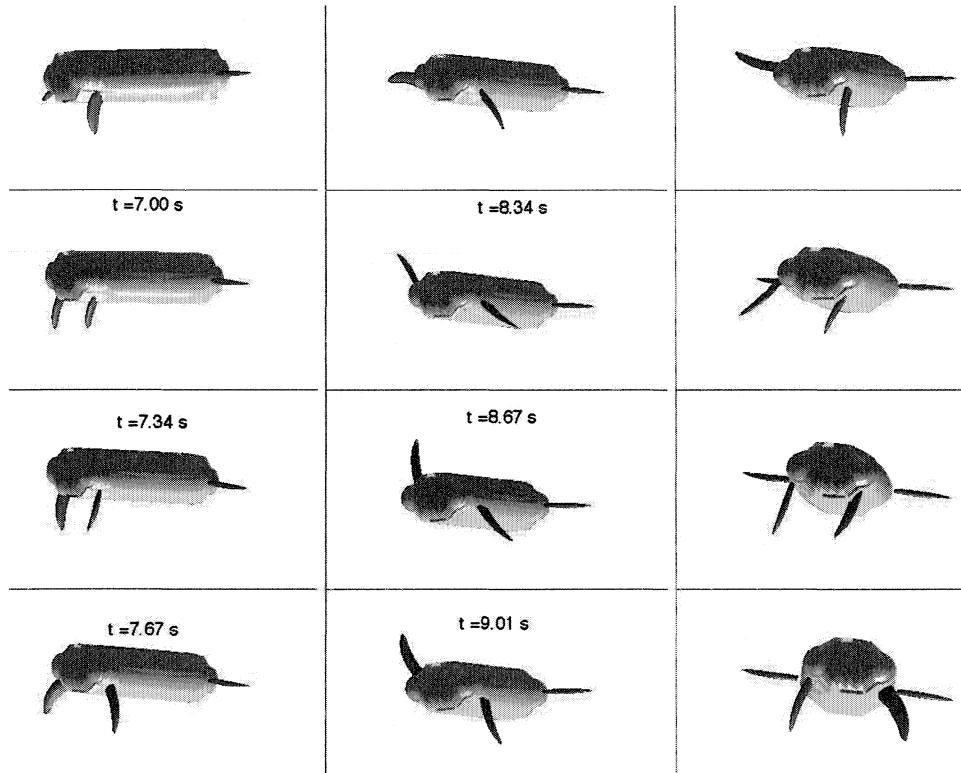 t =7.00 s
t =8.34 s
t =7.34 s
t =8.67 s
t =7.67 s
t =9.01 s